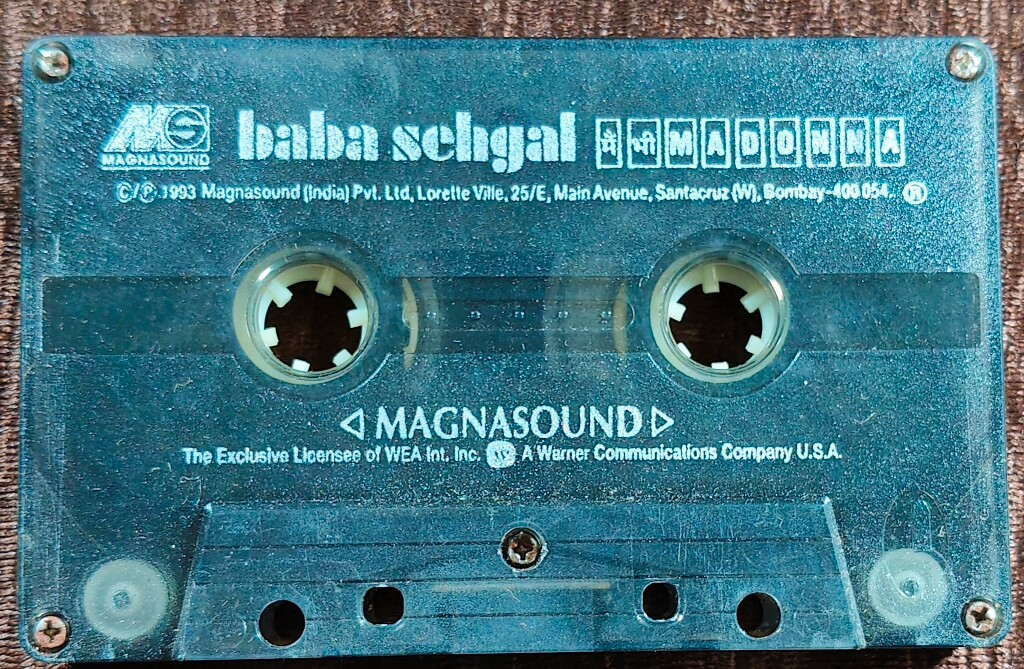 MS baba sehgal मैं भी MADONNA
MAGNASOUND
©/℗ 1993 Magnasound (India) Pvt. Ltd, Lorette Ville, 25/E, Main Avenue, Santacruz (W), Bombay-400 054. ®
◁ MAGNASOUND ▷
The Exclusive Licensee of WEA Int. Inc. A Warner Communications Company U.S.A.